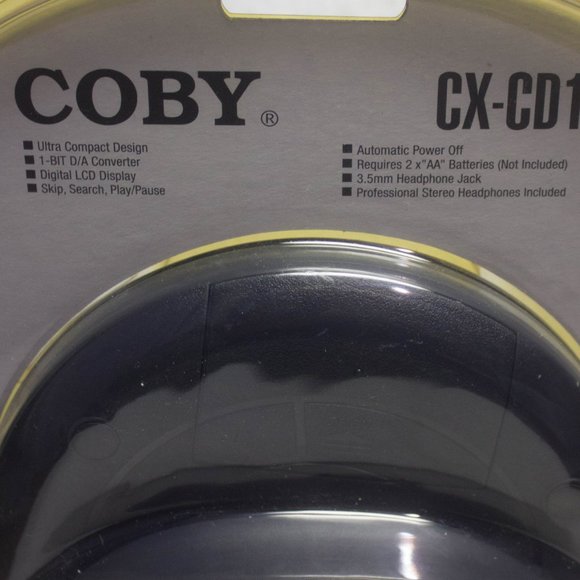 COBY®
CX-CD1
Ultra Compact Design
1-BIT D/A Converter
Digital LCD Display
Skip, Search, Play/Pause
Automatic Power Off
Requires 2 x"AA" Batteries (Not Included)
3.5mm Headphone Jack
Professional Stereo Headphones Included